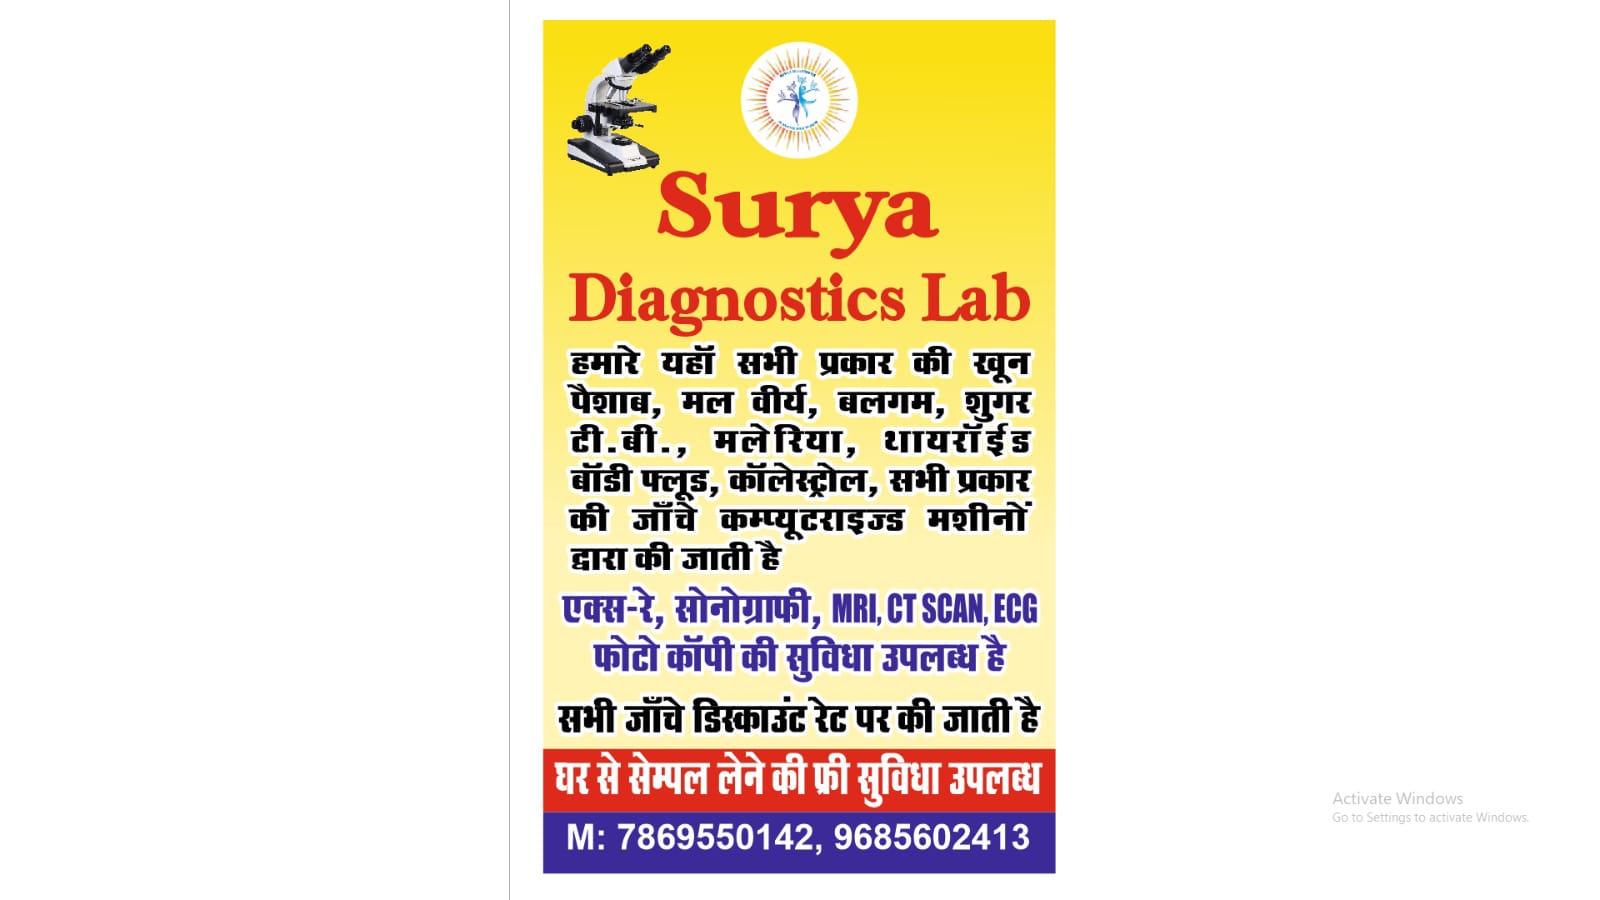 Surya
Diagnostics Lab
हमारे यहॉ सभी प्रकार की खून
पैशाब, मल वीर्य, बलगम, शुगर
टी.बी., मलेरिया, थायरॉईड
बॉडी फ्लूड, कॉलेस्ट्रोल, सभी प्रकार
की जाँचे कम्प्यूटराइज्ड मशीनों
द्वारा की जाती है
एक्स-रे, सोनोग्राफी, MRI, CT SCAN, ECG
फोटो कॉपी की सुविधा उपलब्ध है
सभी जाँचे डिस्काउंट रेट पर की जाती है
घर से सेम्पल लेने की फ्री सुविधा उपलब्ध
M: 7869550142, 9685602413
Activate Windows
Go to Settings to activate Windows.